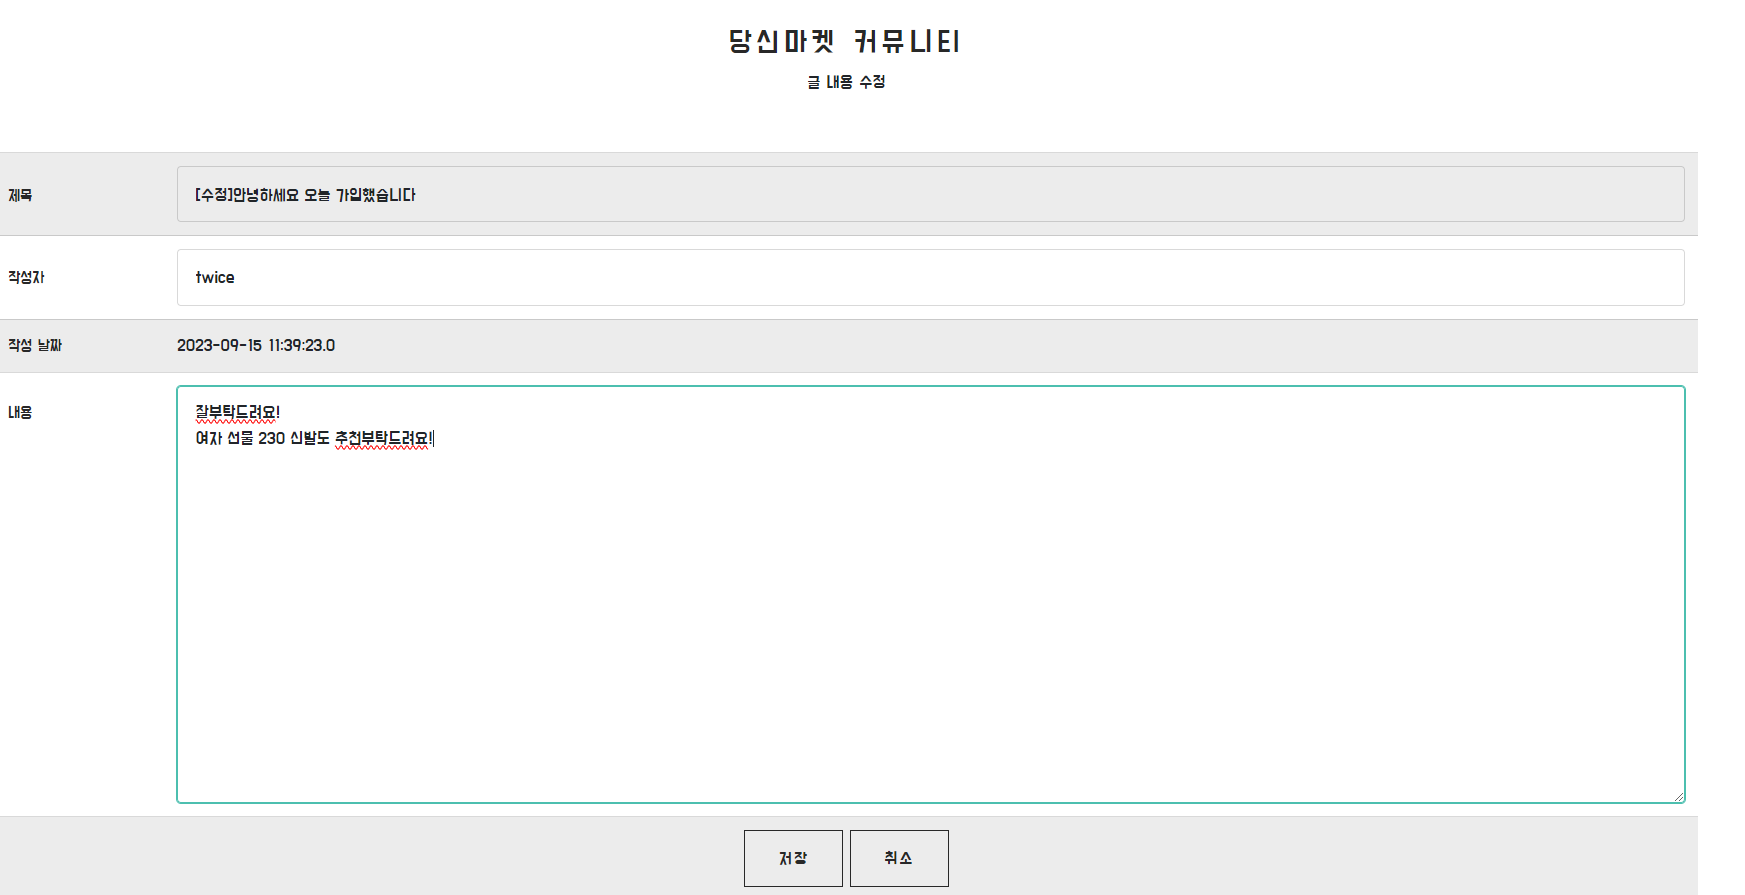 당신마켓 커뮤니티
글 내용 수정
제목 [수정]안녕하세요 오늘 가입했습니다
작성자 twice
작성 날짜 2023-09-15 11:39:23.0
내용 잘부탁드려요!
여자 선물 230 신발도 추천부탁드려요!
저장 취소